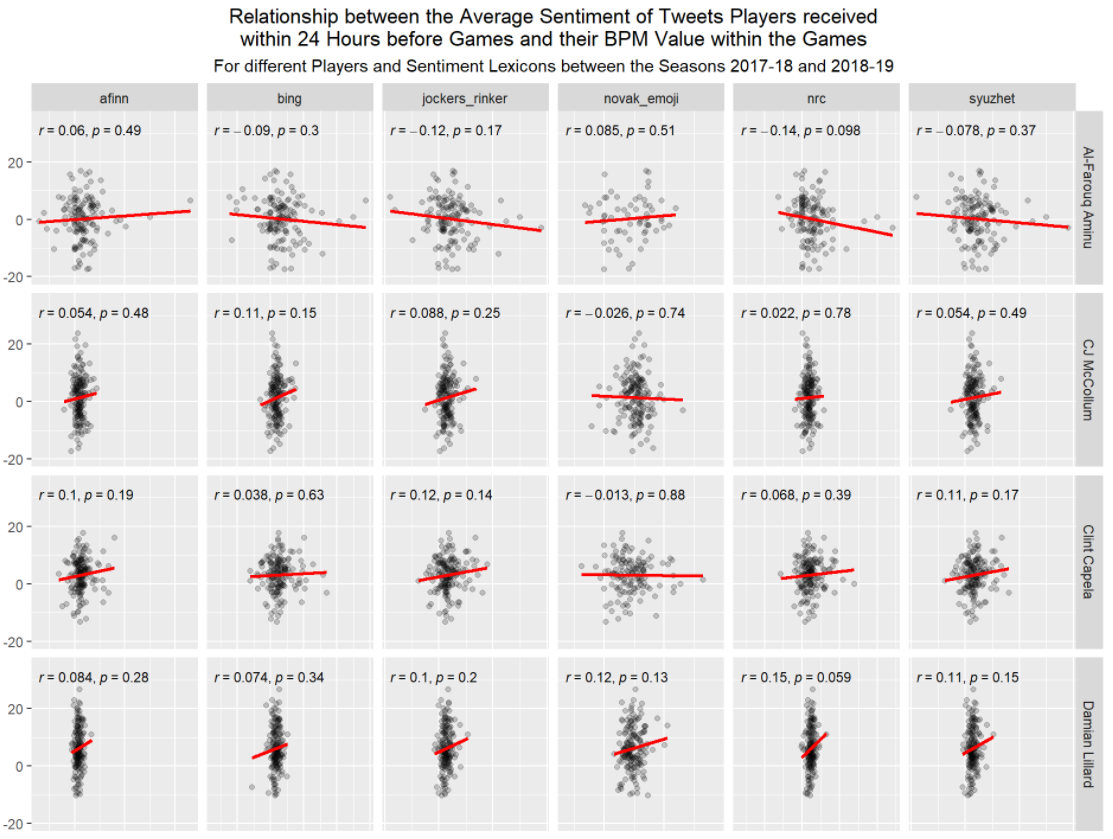 Relationship between the Average Sentiment of Tweets Players received
within 24 Hours before Games and their BPM Value within the Games
For different Players and Sentiment Lexicons between the Seasons 2017-18 and 2018-19
afinn bing jockers_rinker novak_emoji nrc syuzhet
r = 0.06, p = 0.49 r = −0.09, p = 0.3 r = −0.12, p = 0.17 r = 0.085, p = 0.51 r = −0.14, p = 0.098 r = −0.078, p = 0.37
Al-Farouq Aminu
20
0
-20
r = 0.054, p = 0.48 r = 0.11, p = 0.15 r = 0.088, p = 0.25 r = −0.026, p = 0.74 r = 0.022, p = 0.78 r = 0.054, p = 0.49
CJ McCollum
20
0
-20
r = 0.1, p = 0.19 r = 0.038, p = 0.63 r = 0.12, p = 0.14 r = −0.013, p = 0.88 r = 0.068, p = 0.39 r = 0.11, p = 0.17
Clint Capela
20
0
-20
r = 0.084, p = 0.28 r = 0.074, p = 0.34 r = 0.1, p = 0.2 r = 0.12, p = 0.13 r = 0.15, p = 0.059 r = 0.11, p = 0.15
Damian Lillard
20
0
-20